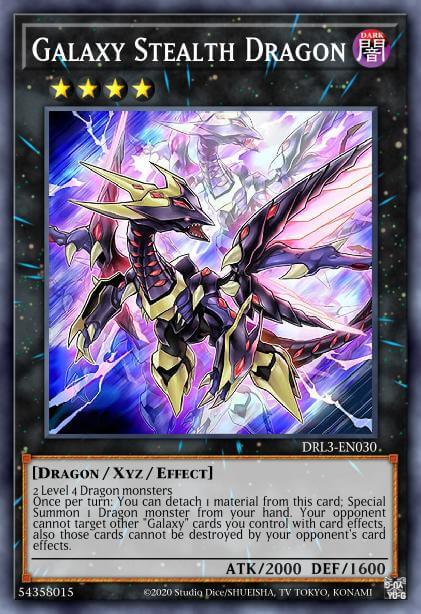 Galaxy Stealth Dragon
DARK
闇
DRL3-EN030
[Dragon / Xyz / Effect]
2 Level 4 Dragon monsters
Once per turn: You can detach 1 material from this card; Special
Summon 1 Dragon monster from your hand. Your opponent
cannot target other "Galaxy" cards you control with card effects,
also those cards cannot be destroyed by your opponent's card
effects.
ATK/2000 DEF/1600
54358015
©2020 Studio Dice/SHUEISHA, TV TOKYO, KONAMI